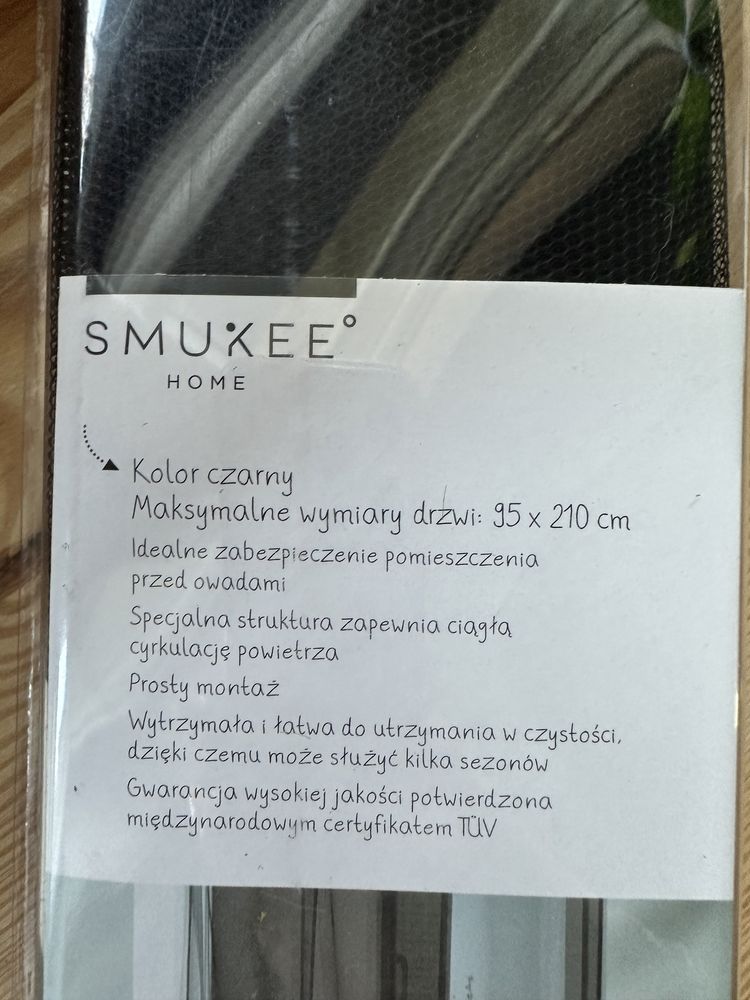 SMUKEE°
HOME
Kolor czarny
Maksymalne wymiary drzwi: 95 x 210 cm
Idealne zabezpieczenie pomieszczenia
przed owadami
Specjalna struktura zapewnia ciągłą
cyrkulację powietrza
Prosty montaż
Wytrzymała i łatwa do utrzymania w czystości,
dzięki czemu może służyć kilka sezonów
Gwarancja wysokiej jakości potwierdzona
międzynarodowym certyfikatem TÜV